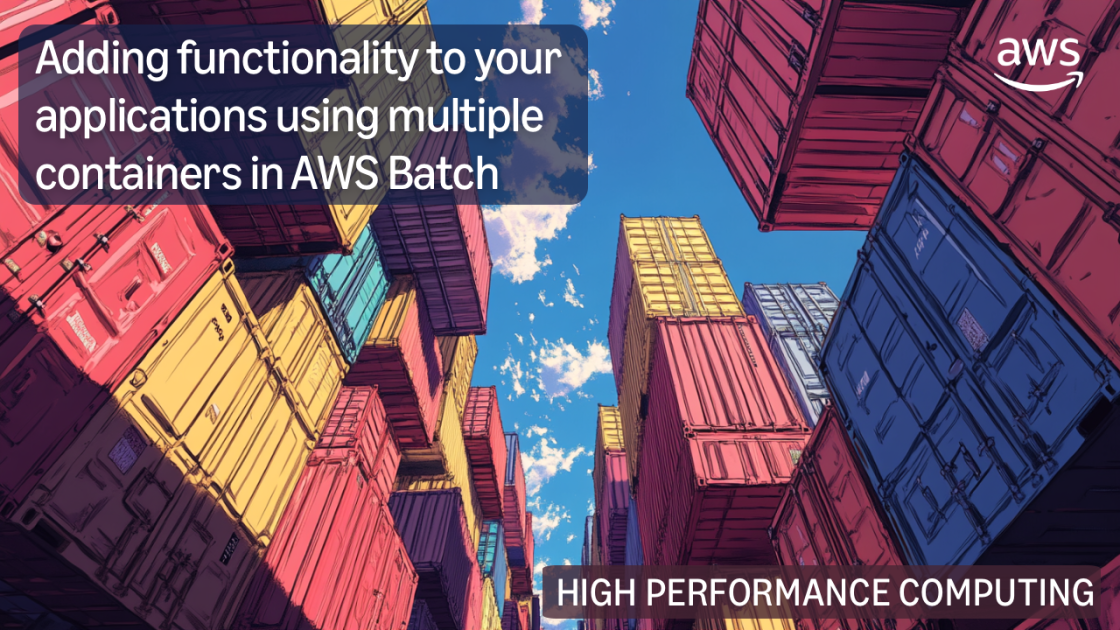 Adding functionality to your
applications using multiple
containers in AWS Batch
aws
HIGH PERFORMANCE COMPUTING